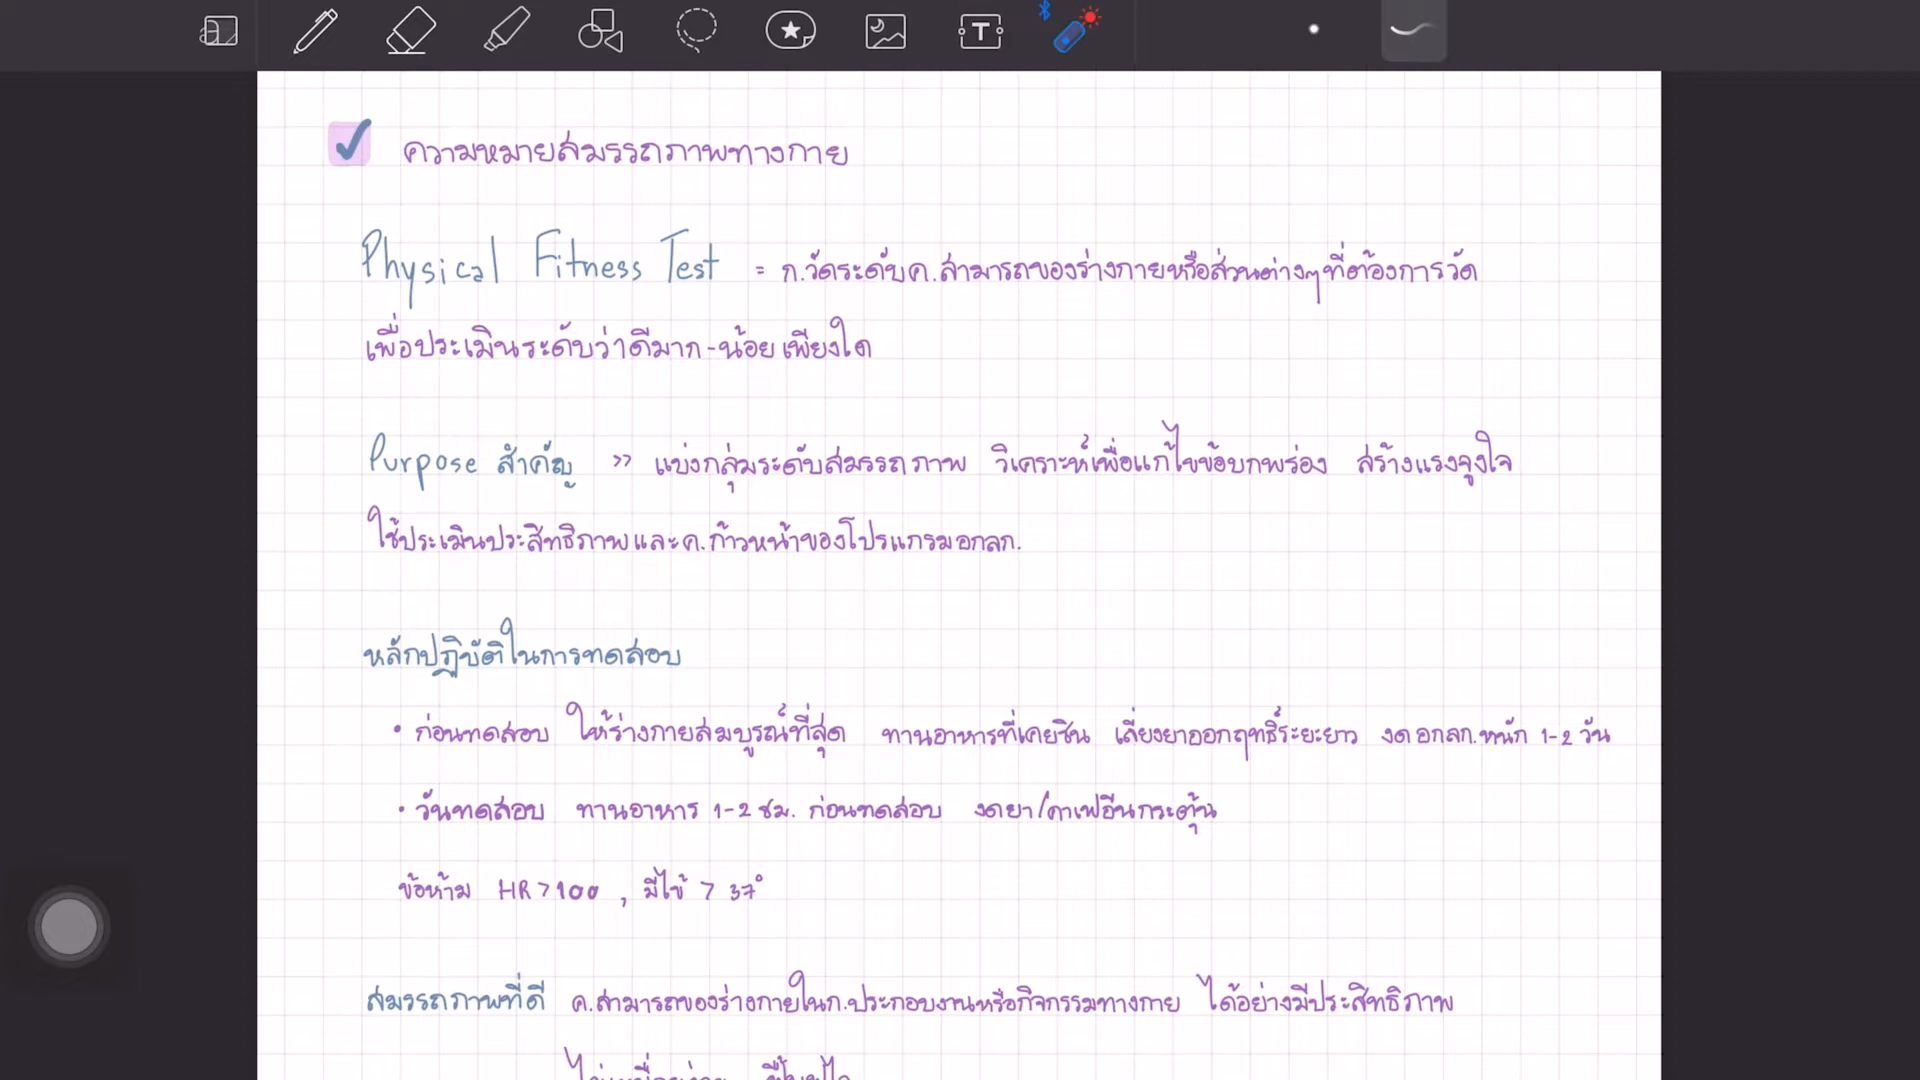 ความหมายสมรรถภาพทางกาย
Physical Fitness Test = ก.วัดระดับค.สามารถของร่างกายหรือส่วนต่างๆที่ต้องการวัด
เพื่อประเมินระดับว่าดีมาก-น้อยเพียงใด
Purpose สำคัญ >> แบ่งกลุ่มระดับสมรรถภาพ วิเคราะห์เพื่อแก้ไขข้อบกพร่อง สร้างแรงจูงใจ
ใช้ประเมินประสิทธิภาพและค.ก้าวหน้าของโปรแกรมอกลก.
หลักปฏิบัติในการทดสอบ
• ก่อนทดสอบ ให้ร่างกายสมบูรณ์ที่สุด ทานอาหารที่เคยชิน เลี่ยงยาออกฤทธิ์ระยะยาว งดอกลก.หนัก 1-2 วัน
• วันทดสอบ ทานอาหาร 1-2 ชม. ก่อนทดสอบ งดยา/คาเฟอีนกระตุ้น
ข้อห้าม HR > 100 , มีไข้ > 37°
สมรรถภาพที่ดี ค.สามารถของร่างกายในก.ประกอบงานหรือกิจกรรมทางกาย ได้อย่างมีประสิทธิภาพ